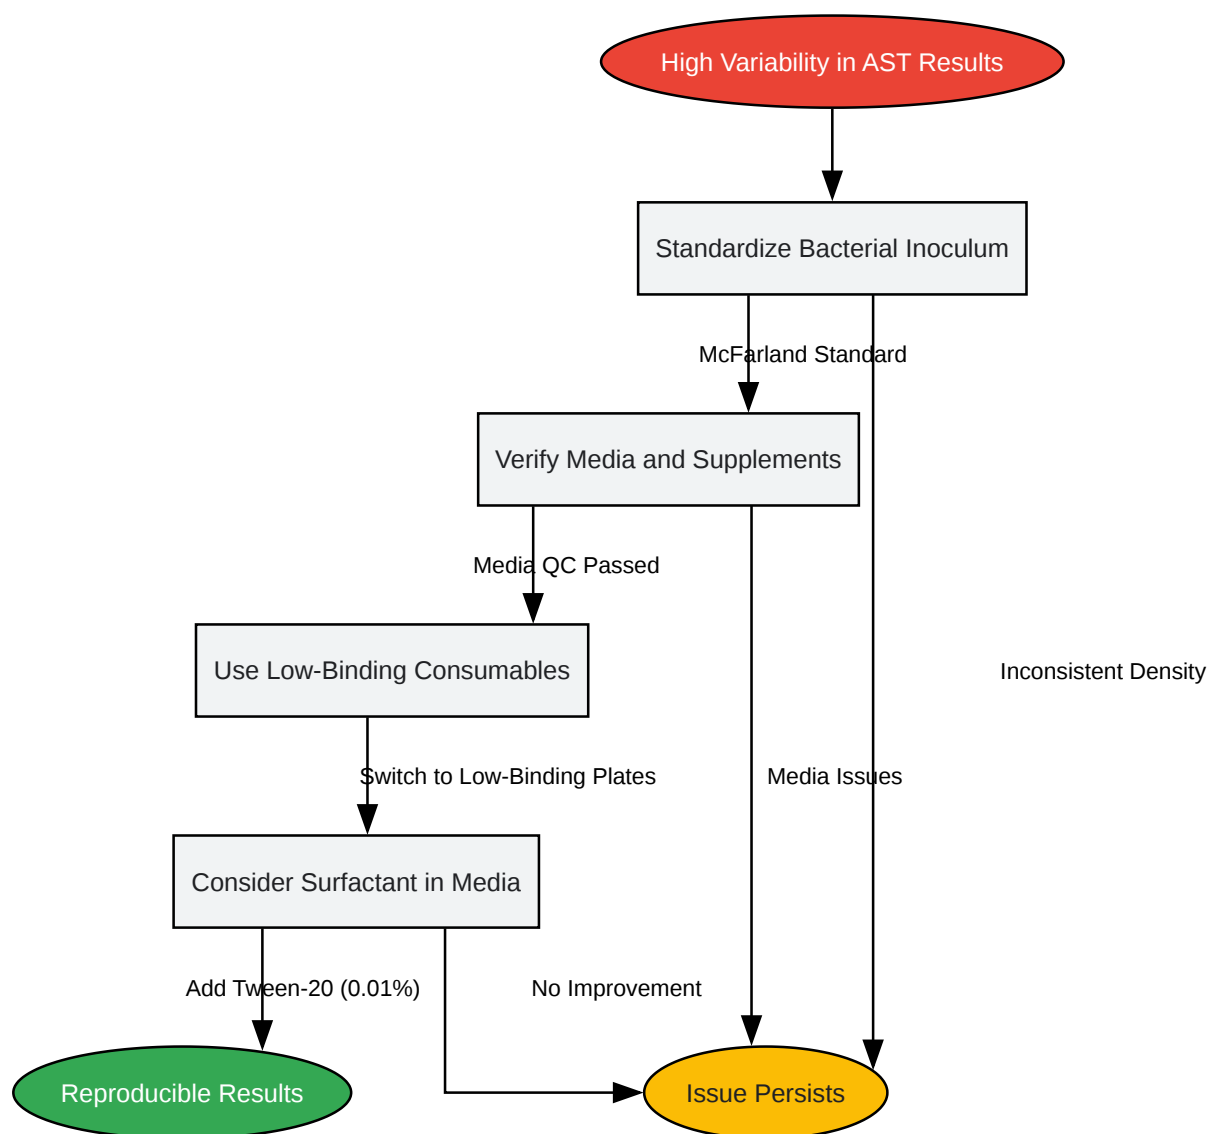 High Variability in AST Results
Standardize Bacterial Inoculum
McFarland Standard
Verify Media and Supplements
Media QC Passed
Use Low-Binding Consumables
Inconsistent Density
Switch to Low-Binding Plates
Media Issues
Consider Surfactant in Media
Add Tween-20 (0.01%)
No Improvement
Reproducible Results
Issue Persists